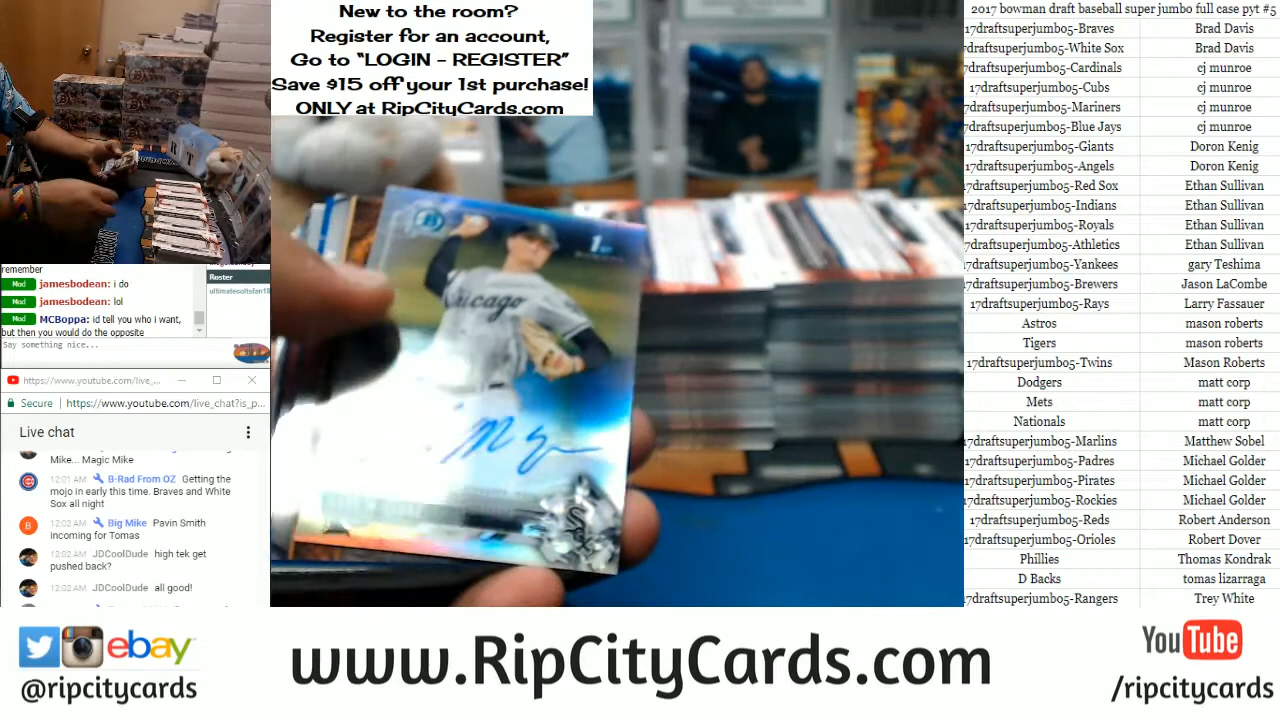 New to the room?
Register for an account,
Go to “LOGIN - REGISTER”
Save $15 off your 1st purchase!
ONLY at RipCityCards.com
2017 bowman draft baseball super jumbo full case pyt #5
17draftsuperjumbo5-Braves Brad Davis
17draftsuperjumbo5-White Sox Brad Davis
17draftsuperjumbo5-Cardinals cj munroe
17draftsuperjumbo5-Cubs cj munroe
17draftsuperjumbo5-Mariners cj munroe
17draftsuperjumbo5-Blue Jays cj munroe
17draftsuperjumbo5-Giants Doron Kenig
17draftsuperjumbo5-Angels Doron Kenig
17draftsuperjumbo5-Red Sox Ethan Sullivan
17draftsuperjumbo5-Indians Ethan Sullivan
17draftsuperjumbo5-Royals Ethan Sullivan
17draftsuperjumbo5-Athletics Ethan Sullivan
17draftsuperjumbo5-Yankees gary Teshima
17draftsuperjumbo5-Brewers Jason LaCombe
17draftsuperjumbo5-Rays Larry Fassauer
Astros mason roberts
Tigers mason roberts
17draftsuperjumbo5-Twins Mason Roberts
Dodgers matt corp
Mets matt corp
Nationals matt corp
17draftsuperjumbo5-Marlins Matthew Sobel
17draftsuperjumbo5-Padres Michael Golder
17draftsuperjumbo5-Pirates Michael Golder
17draftsuperjumbo5-Rockies Michael Golder
17draftsuperjumbo5-Reds Robert Anderson
17draftsuperjumbo5-Orioles Robert Dover
Phillies Thomas Kondrak
D Backs tomas lizarraga
17draftsuperjumbo5-Rangers Trey White
remember
Mod jamesbodean: i do
Mod jamesbodean: lol
Mod MCBoppa: id tell you who i want,
but then you would do the opposite
Say something nice...
Roster
ultimatecoltsfan18
https://www.youtube.com/live_...
Secure https://www.youtube.com/live_chat?is_p...
Live chat
Mike... Magic Mike
12:01 AM B-Rad From OZ Getting the
mojo in early this time. Braves and White
Sox all night
B 12:02 AM Big Mike Pavin Smith
incoming for Tomas
12:02 AM JDCoolDude high tek get
pushed back?
12:02 AM JDCoolDude all good!
B
1st
Chicago
Sox
ebay
@ripcitycards
www.RipCityCards.com
YouTube
/ripcitycards